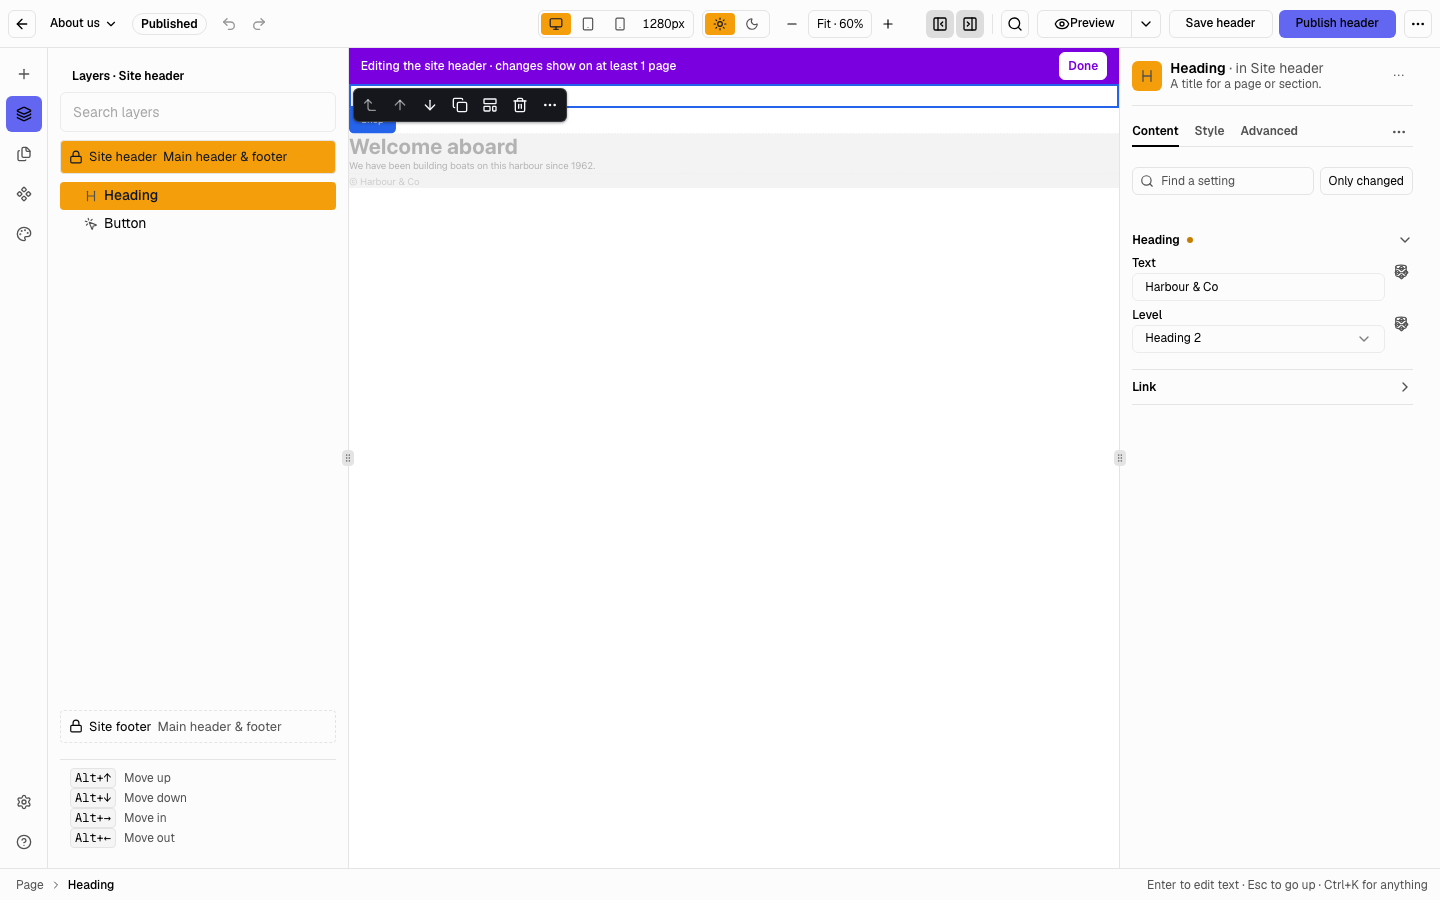 About us
Published
1280px
Fit · 60%
Preview
Save header
Publish header
Layers · Site header
Search layers
Site header Main header & footer
Heading
Button
Site footer Main header & footer
Alt+↑ Move up
Alt+↓ Move down
Alt+→ Move in
Alt+← Move out
Editing the site header · changes show on at least 1 page
Done
Welcome aboard
We have been building boats on this harbour since 1962.
© Harbour & Co
Heading · in Site header
A title for a page or section.
Content
Style
Advanced
Find a setting
Only changed
Heading
Text
Harbour & Co
Level
Heading 2
Link
Page > Heading
Enter to edit text · Esc to go up · Ctrl+K for anything